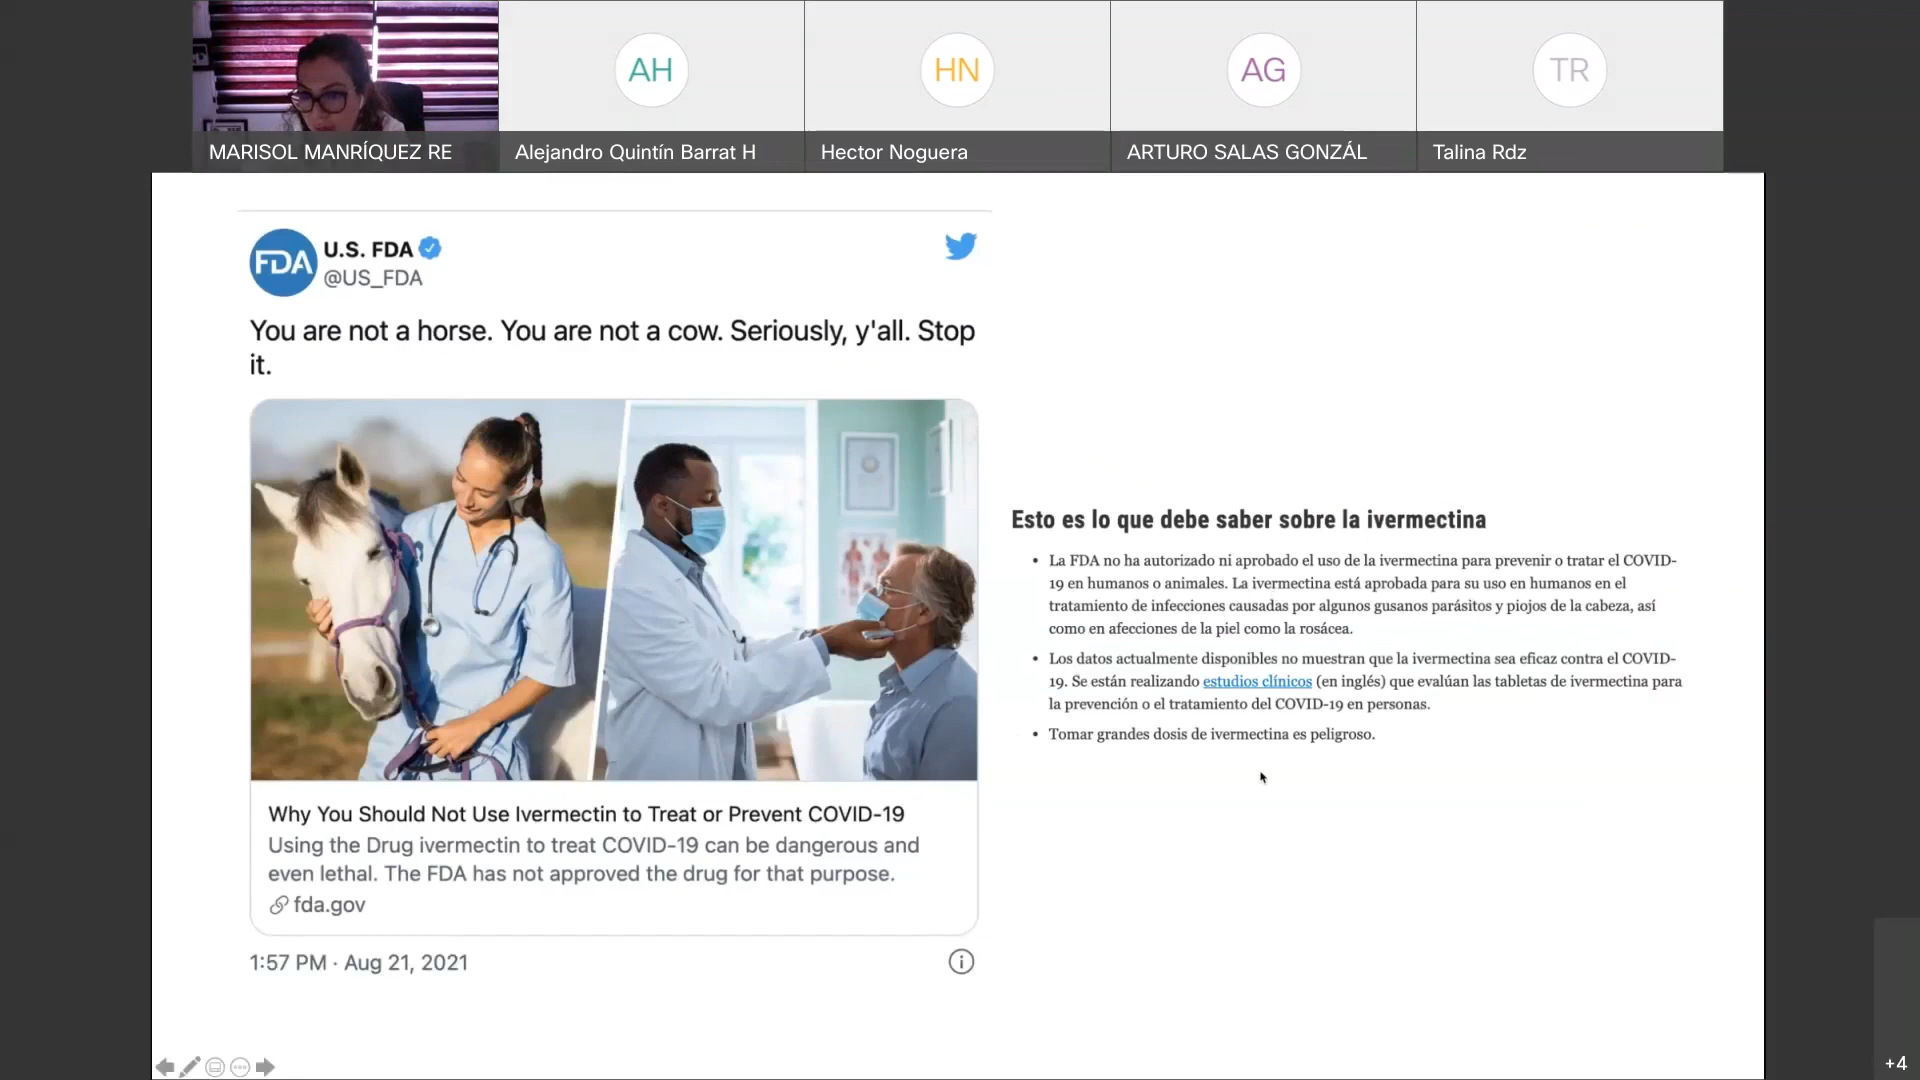 AH
HN
AG
TR
MARISOL MANRÍQUEZ RE
Alejandro Quintín Barrat H
Hector Noguera
ARTURO SALAS GONZÁL
Talina Rdz
FDA
U.S. FDA
@US_FDA
You are not a horse. You are not a cow. Seriously, y'all. Stop
it.
Why You Should Not Use Ivermectin to Treat or Prevent COVID-19
Using the Drug ivermectin to treat COVID-19 can be dangerous and
even lethal. The FDA has not approved the drug for that purpose.
fda.gov
1:57 PM · Aug 21, 2021
Esto es lo que debe saber sobre la ivermectina
• La FDA no ha autorizado ni aprobado el uso de la ivermectina para prevenir o tratar el COVID-
19 en humanos o animales. La ivermectina está aprobada para su uso en humanos en el
tratamiento de infecciones causadas por algunos gusanos parásitos y piojos de la cabeza, así
como en afecciones de la piel como la rosácea.
• Los datos actualmente disponibles no muestran que la ivermectina sea eficaz contra el COVID-
19. Se están realizando estudios clínicos (en inglés) que evalúan las tabletas de ivermectina para
la prevención o el tratamiento del COVID-19 en personas.
• Tomar grandes dosis de ivermectina es peligroso.
+4